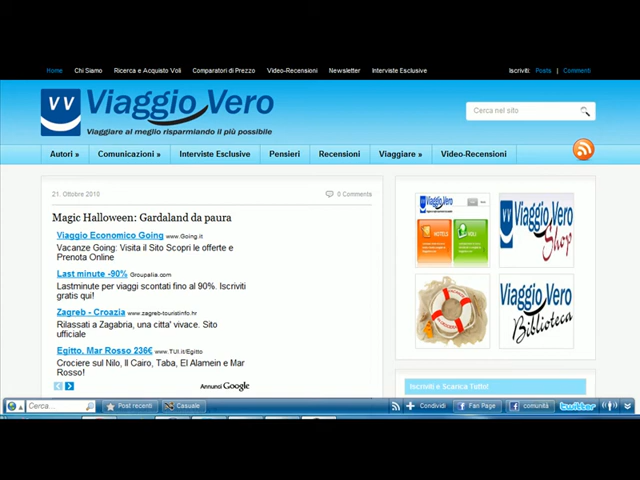 Home Chi Siamo Ricerca e Acquisto Voli Comparatori di Prezzo Video-Recensioni Newsletter Interviste Esclusive Iscriviti: Posts | Commenti
VV Viaggio Vero
Viaggiare al meglio risparmiando il più possibile
Cerca nel sito
Autori » Comunicazioni » Interviste Esclusive Pensieri Recensioni Viaggiare » Video-Recensioni
21. Ottobre 2010 0 Comments
Magic Halloween: Gardaland da paura
Viaggio Economico Going www.Going.it
Vacanze Going: Visita il Sito Scopri le offerte e
Prenota Online
Last minute -90% Groupalia.com
Lastminute per viaggi scontati fino al 90%. Iscriviti
gratis qui!
Zagreb - Croazia www.zagreb-touristinfo.hr
Rilassati a Zagabria, una citta' vivace. Sito
ufficiale
Egitto, Mar Rosso 236€ www.TUI.it/Egitto
Crociere sul Nilo, Il Cairo, Taba, El Alamein e Mar
Rosso!
Annunci Google
Viaggio Vero
HOTELS
VOLI
VV Viaggio Vero
Shop
Viaggio Vero
Biblioteca
Iscriviti e Scarica Tutto!
Cerca... Post recenti Casuale Condividi Fan Page comunità twitter